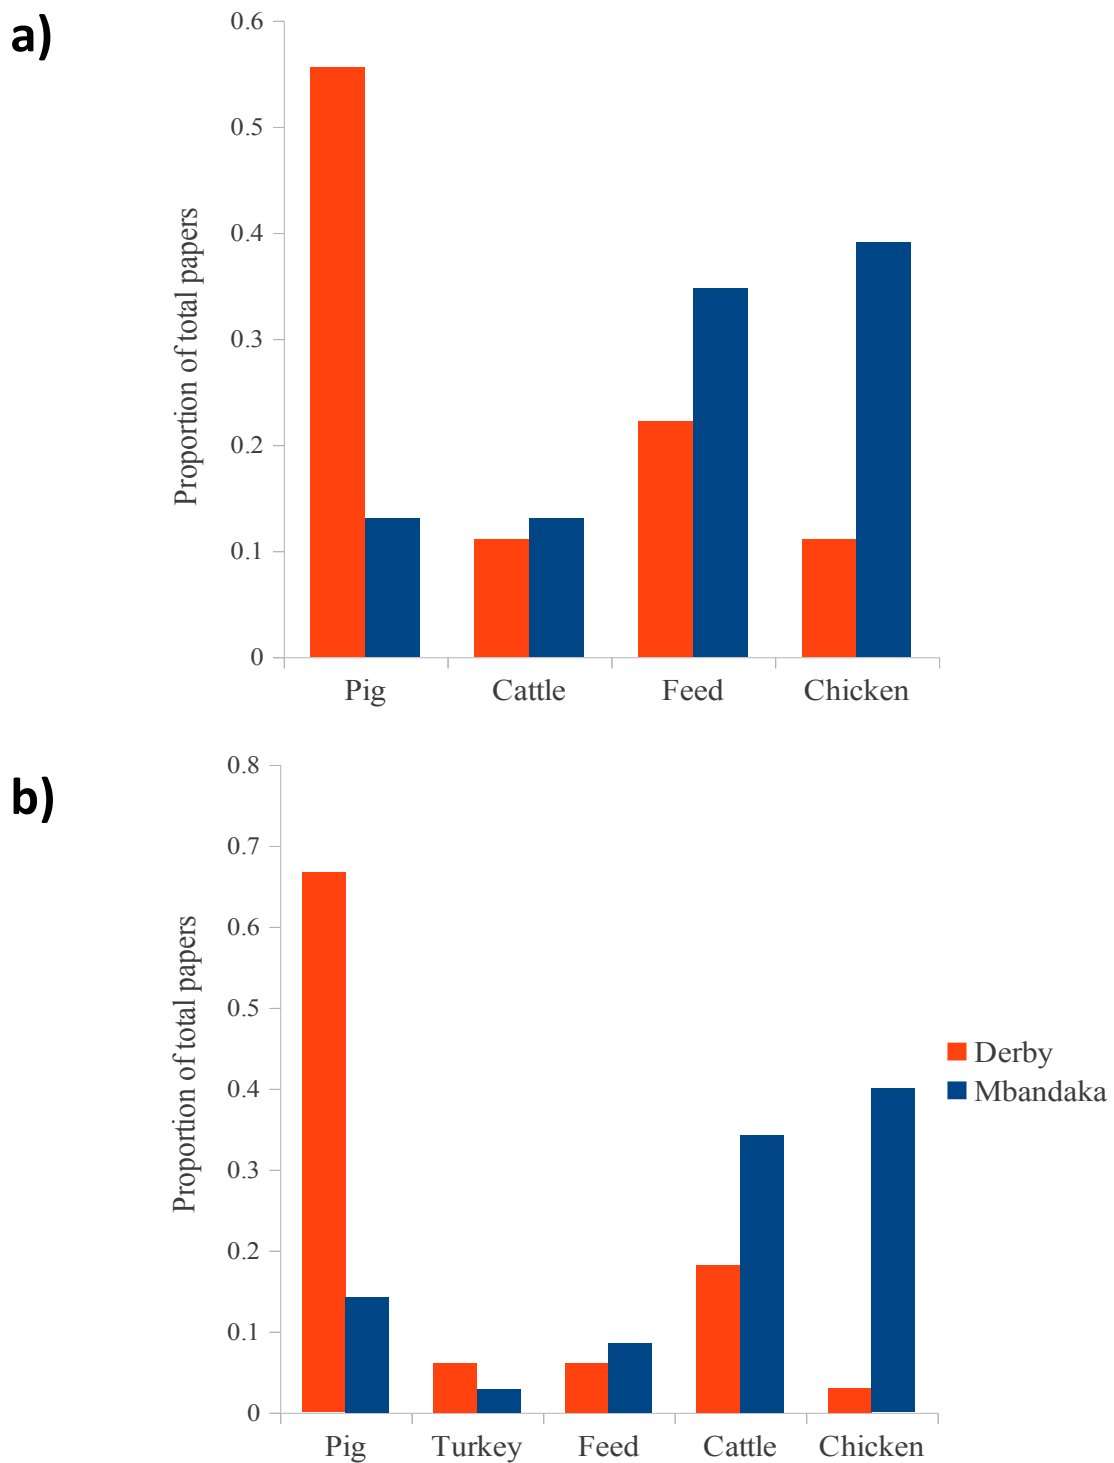 a)
Proportion of total papers
0.6
0.5
0.4
0.3
0.2
0.1
0
Pig Cattle Feed Chicken
b)
Proportion of total papers
0.8
0.7
0.6
0.5
0.4
0.3
0.2
0.1
0
Pig Turkey Feed Cattle Chicken
Derby
Mbandaka